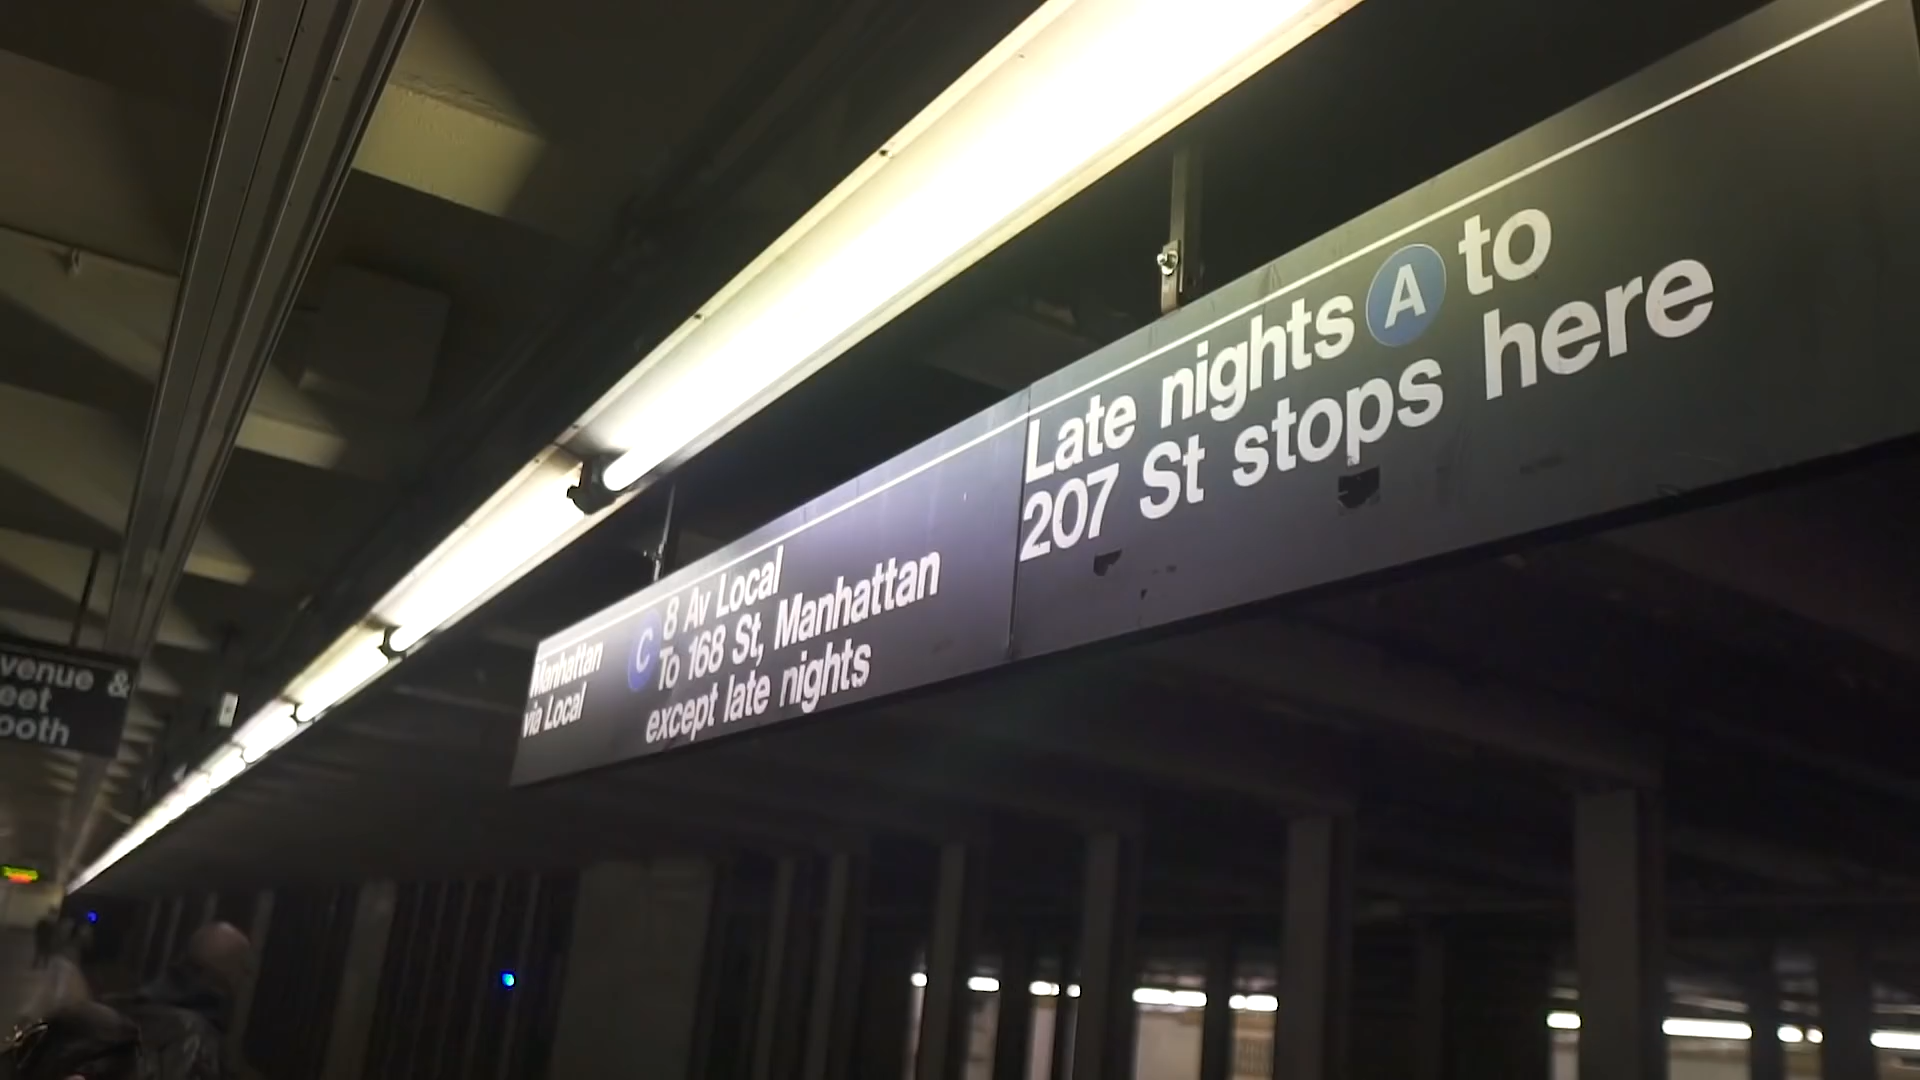 Late nights A to
207 St stops here
Manhattan
via Local
C
8 Av Local
To 168 St, Manhattan
except late nights
venue &
eet
ooth